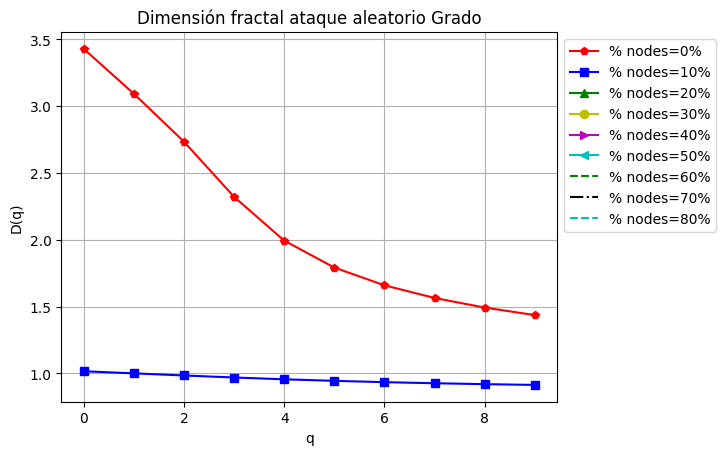 Dimensión fractal ataque aleatorio Grado
3.5
3.0
2.5
2.0
1.5
1.0
D(q)
0
2
4
6
8
q
% nodes=0%
% nodes=10%
% nodes=20%
% nodes=30%
% nodes=40%
% nodes=50%
% nodes=60%
% nodes=70%
% nodes=80%